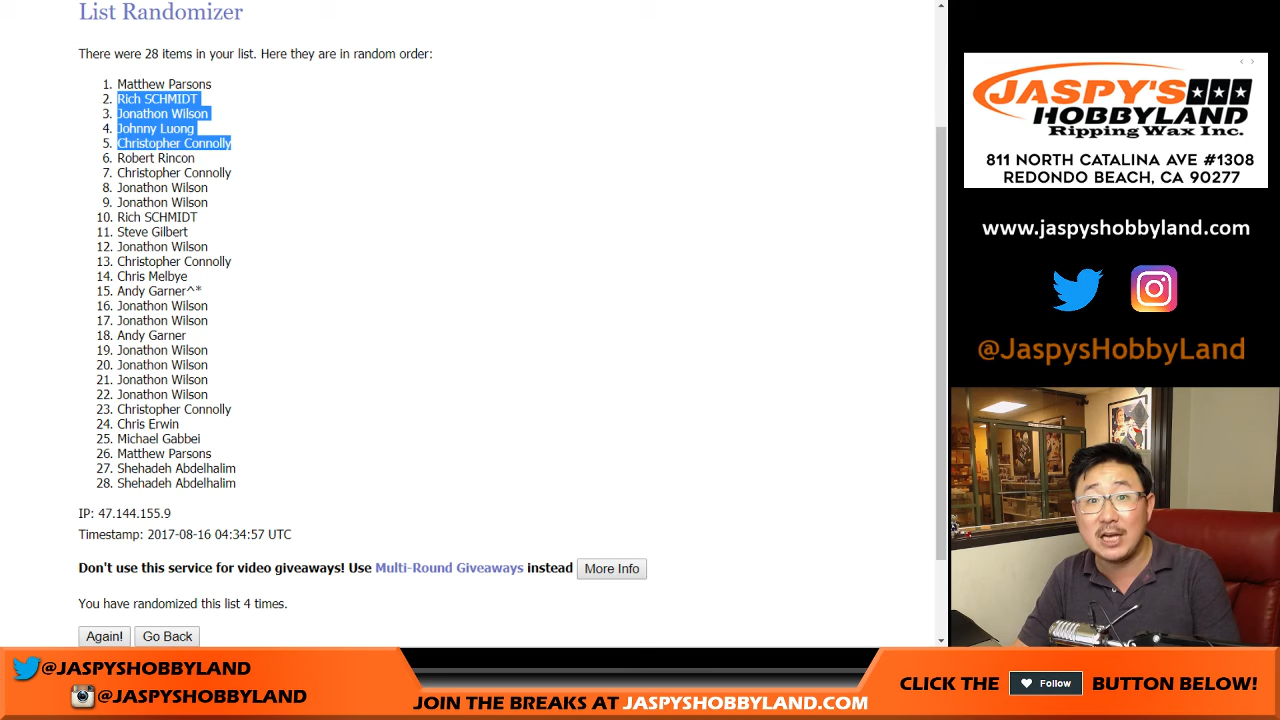 List Randomizer
There were 28 items in your list. Here they are in random order:
1. Matthew Parsons
2. Rich SCHMIDT
3. Jonathon Wilson
4. Johnny Luong
5. Christopher Connolly
6. Robert Rincon
7. Christopher Connolly
8. Jonathon Wilson
9. Jonathon Wilson
10. Rich SCHMIDT
11. Steve Gilbert
12. Jonathon Wilson
13. Christopher Connolly
14. Chris Melbye
15. Andy Garner^*
16. Jonathon Wilson
17. Jonathon Wilson
18. Andy Garner
19. Jonathon Wilson
20. Jonathon Wilson
21. Jonathon Wilson
22. Jonathon Wilson
23. Christopher Connolly
24. Chris Erwin
25. Michael Gabbei
26. Matthew Parsons
27. Shehadeh Abdelhalim
28. Shehadeh Abdelhalim
IP: 47.144.155.9
Timestamp: 2017-08-16 04:34:57 UTC
Don't use this service for video giveaways! Use Multi-Round Giveaways instead More Info
You have randomized this list 4 times.
Again! Go Back
JASPY'S
HOBBYLAND
Ripping Wax Inc.
811 NORTH CATALINA AVE #1308
REDONDO BEACH, CA 90277
www.jaspyshobbyland.com
@JaspysHobbyLand
@JASPYSHOBBYLAND
@JASPYSHOBBYLAND
JOIN THE BREAKS AT JASPYSHOBBYLAND.COM
CLICK THE Follow BUTTON BELOW!